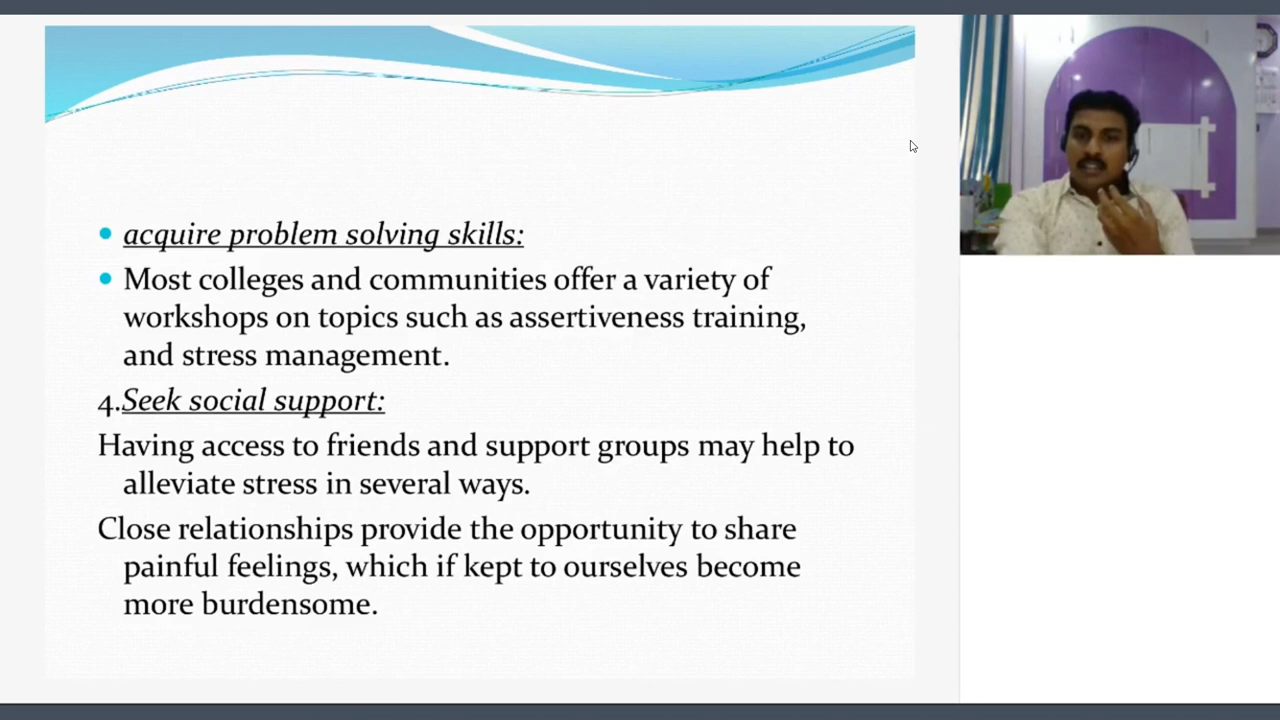 acquire problem solving skills:
Most colleges and communities offer a variety of
workshops on topics such as assertiveness training,
and stress management.
4.Seek social support:
Having access to friends and support groups may help to
alleviate stress in several ways.
Close relationships provide the opportunity to share
painful feelings, which if kept to ourselves become
more burdensome.